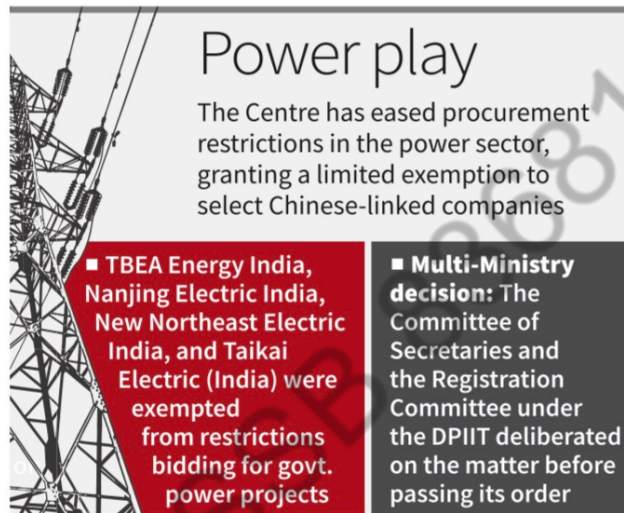 Power play
The Centre has eased procurement
restrictions in the power sector,
granting a limited exemption to
select Chinese-linked companies
■ TBEA Energy India,
Nanjing Electric India,
New Northeast Electric
India, and Taikai
Electric (India) were
exempted
from restrictions
bidding for govt.
power projects
■ Multi-Ministry
decision: The
Committee of
Secretaries and
the Registration
Committee under
the DPIIT deliberated
on the matter before
passing its order